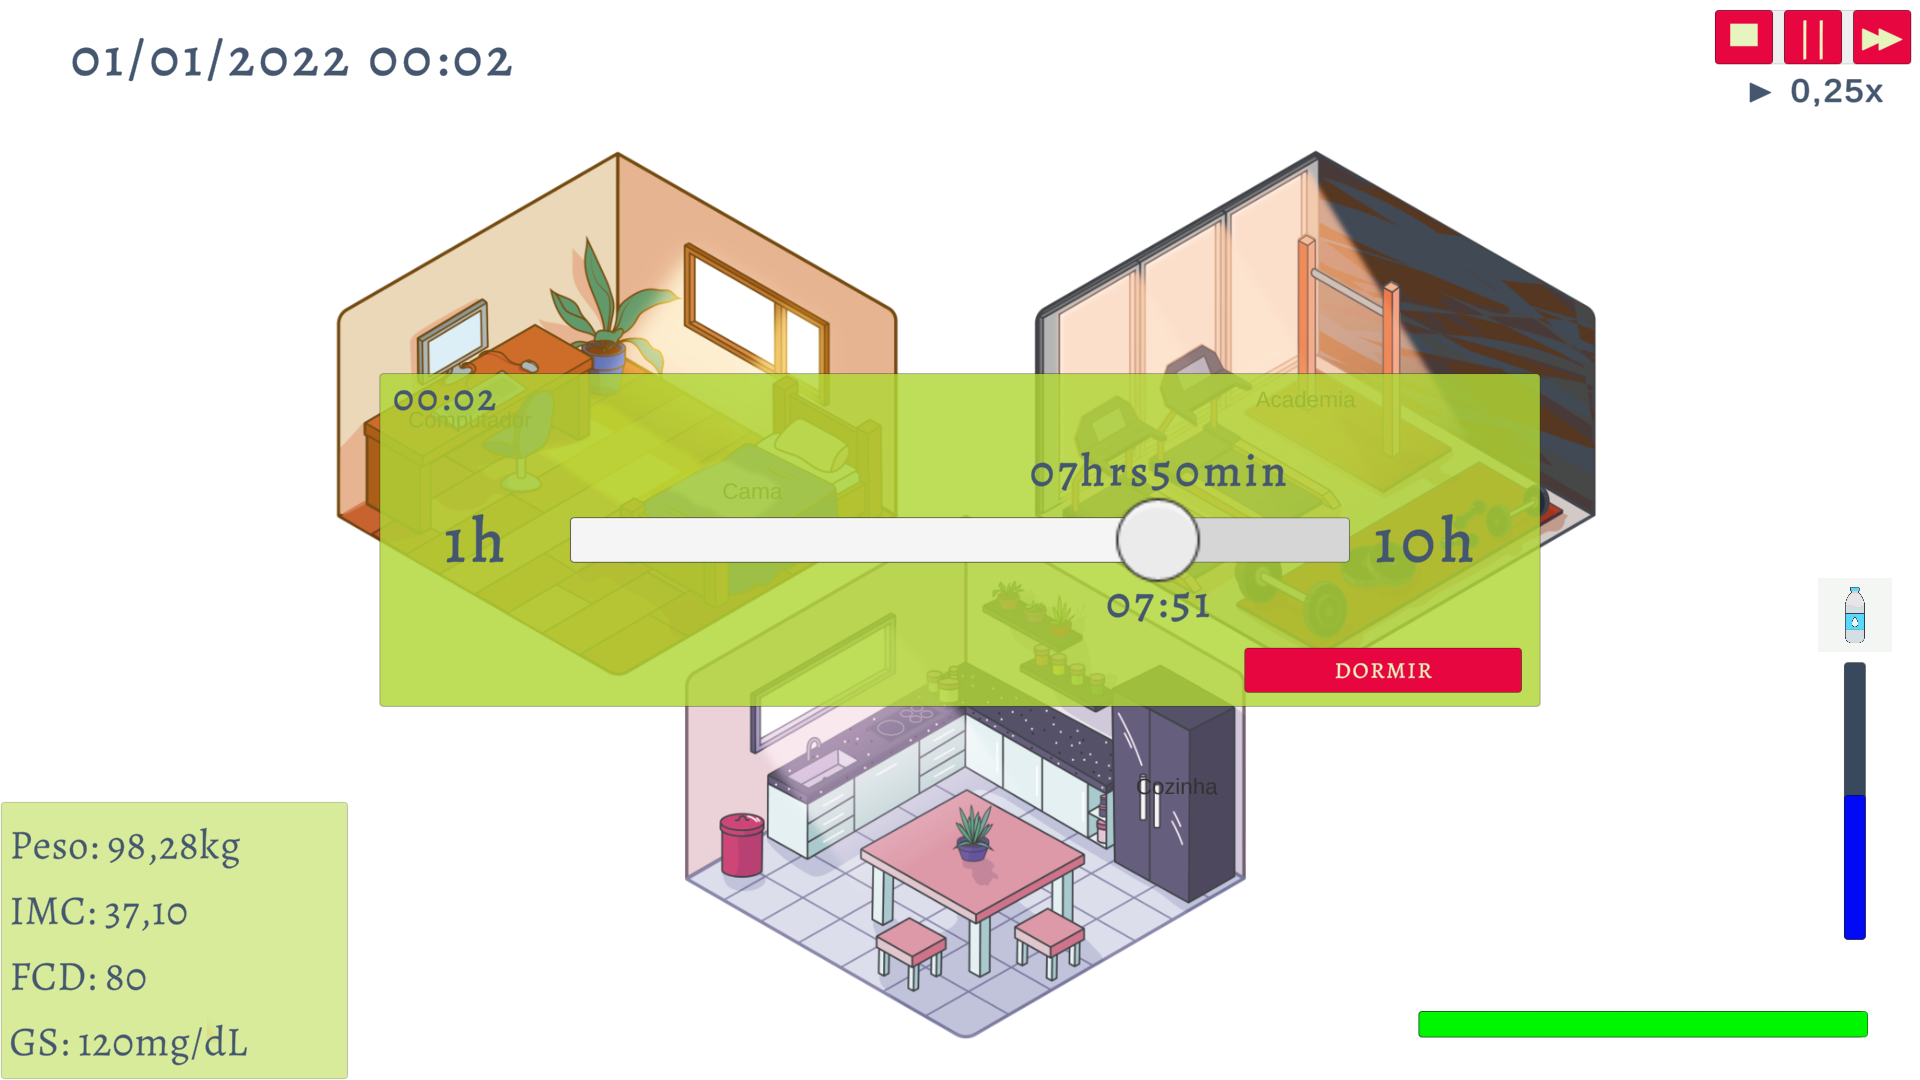 01/01/2022 00:02
► 0,25x
00:02
Computador
Academia
07hrs50min
Cama
1h
10h
07:51
DORMIR
Cozinha
Peso: 98,28kg
IMC: 37,10
FCD: 80
GS: 120mg/dL